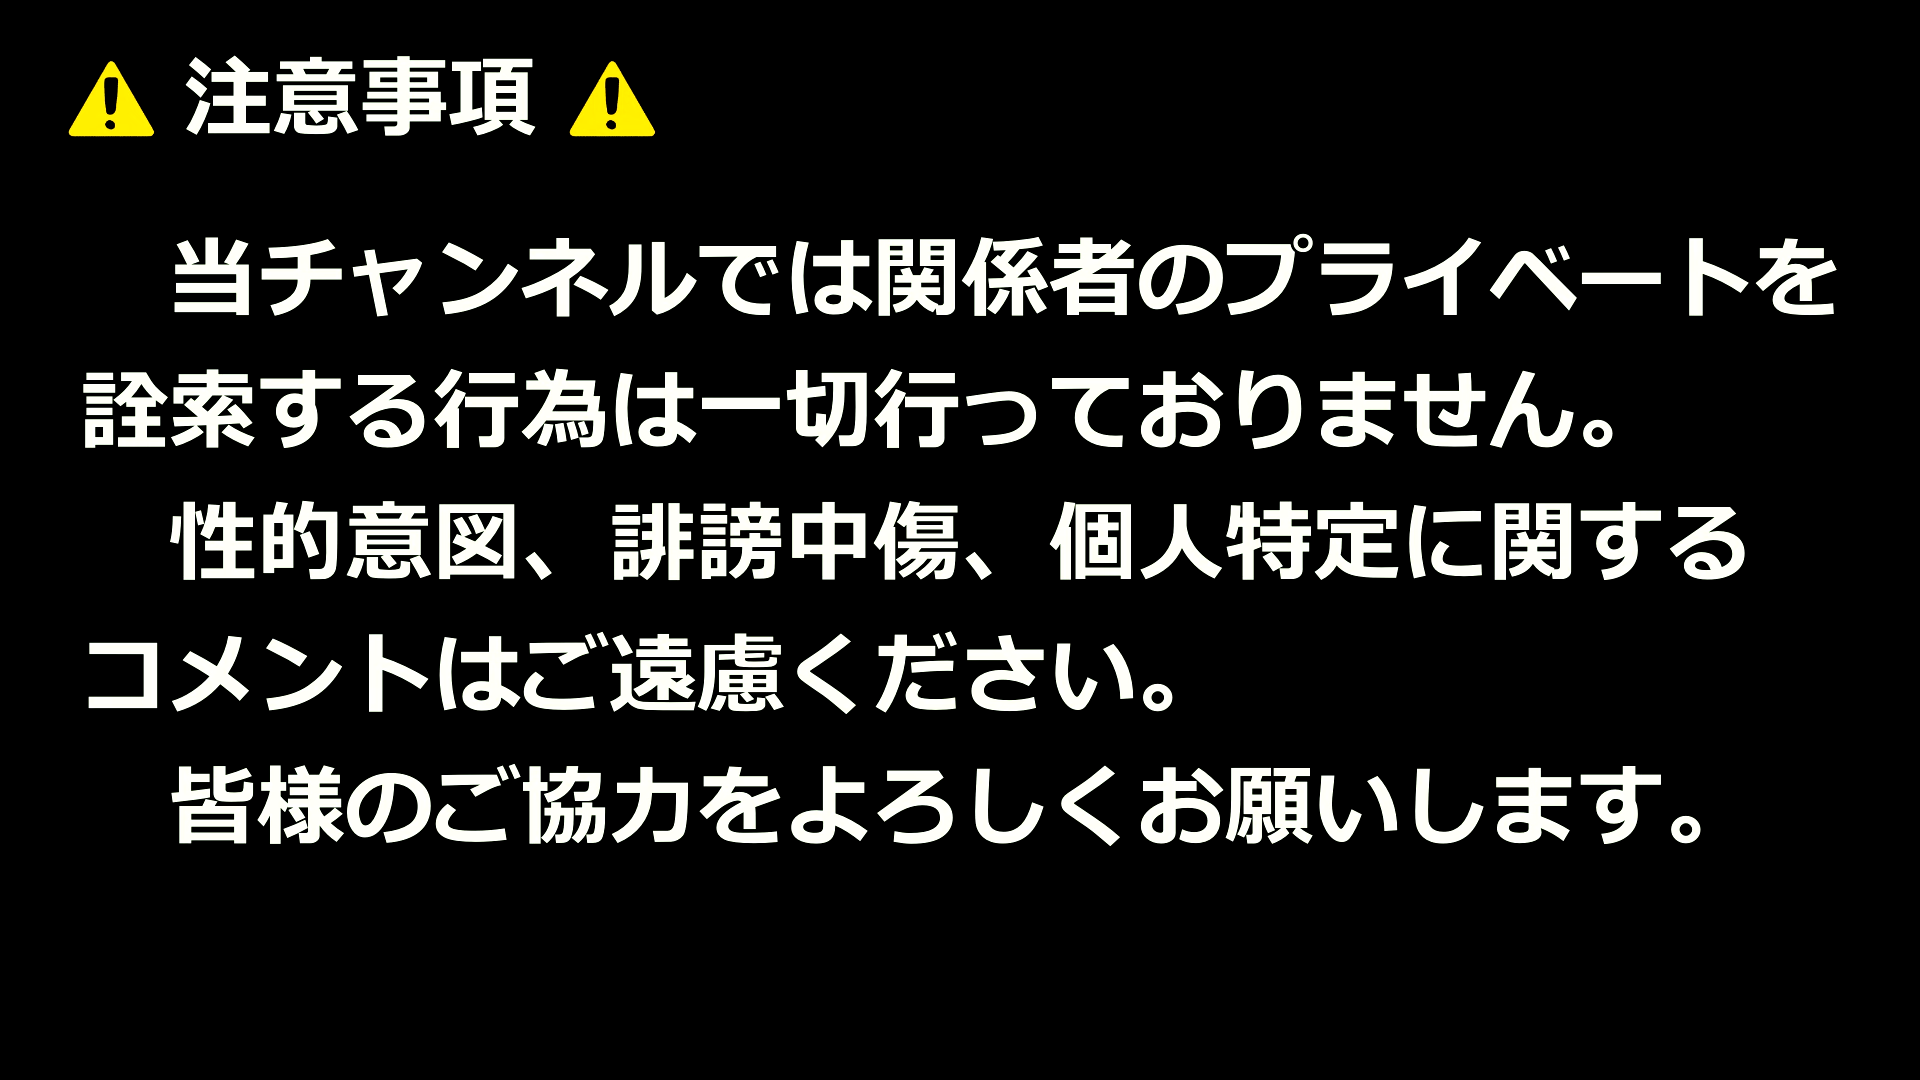 ⚠ 注意事項 ⚠
当チャンネルでは関係者のプライベートを
詮索する行為は一切行っておりません。
性的意図、誹謗中傷、個人特定に関する
コメントはご遠慮ください。
皆様のご協力をよろしくお願いします。